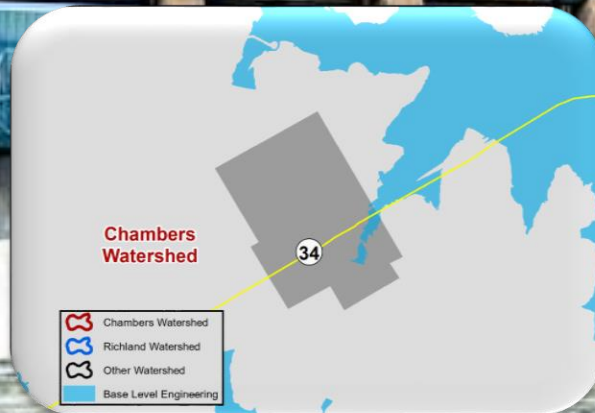 Chambers
Watershed
34
Chambers Watershed
Richland Watershed
Other Watershed
Base Level Engineering